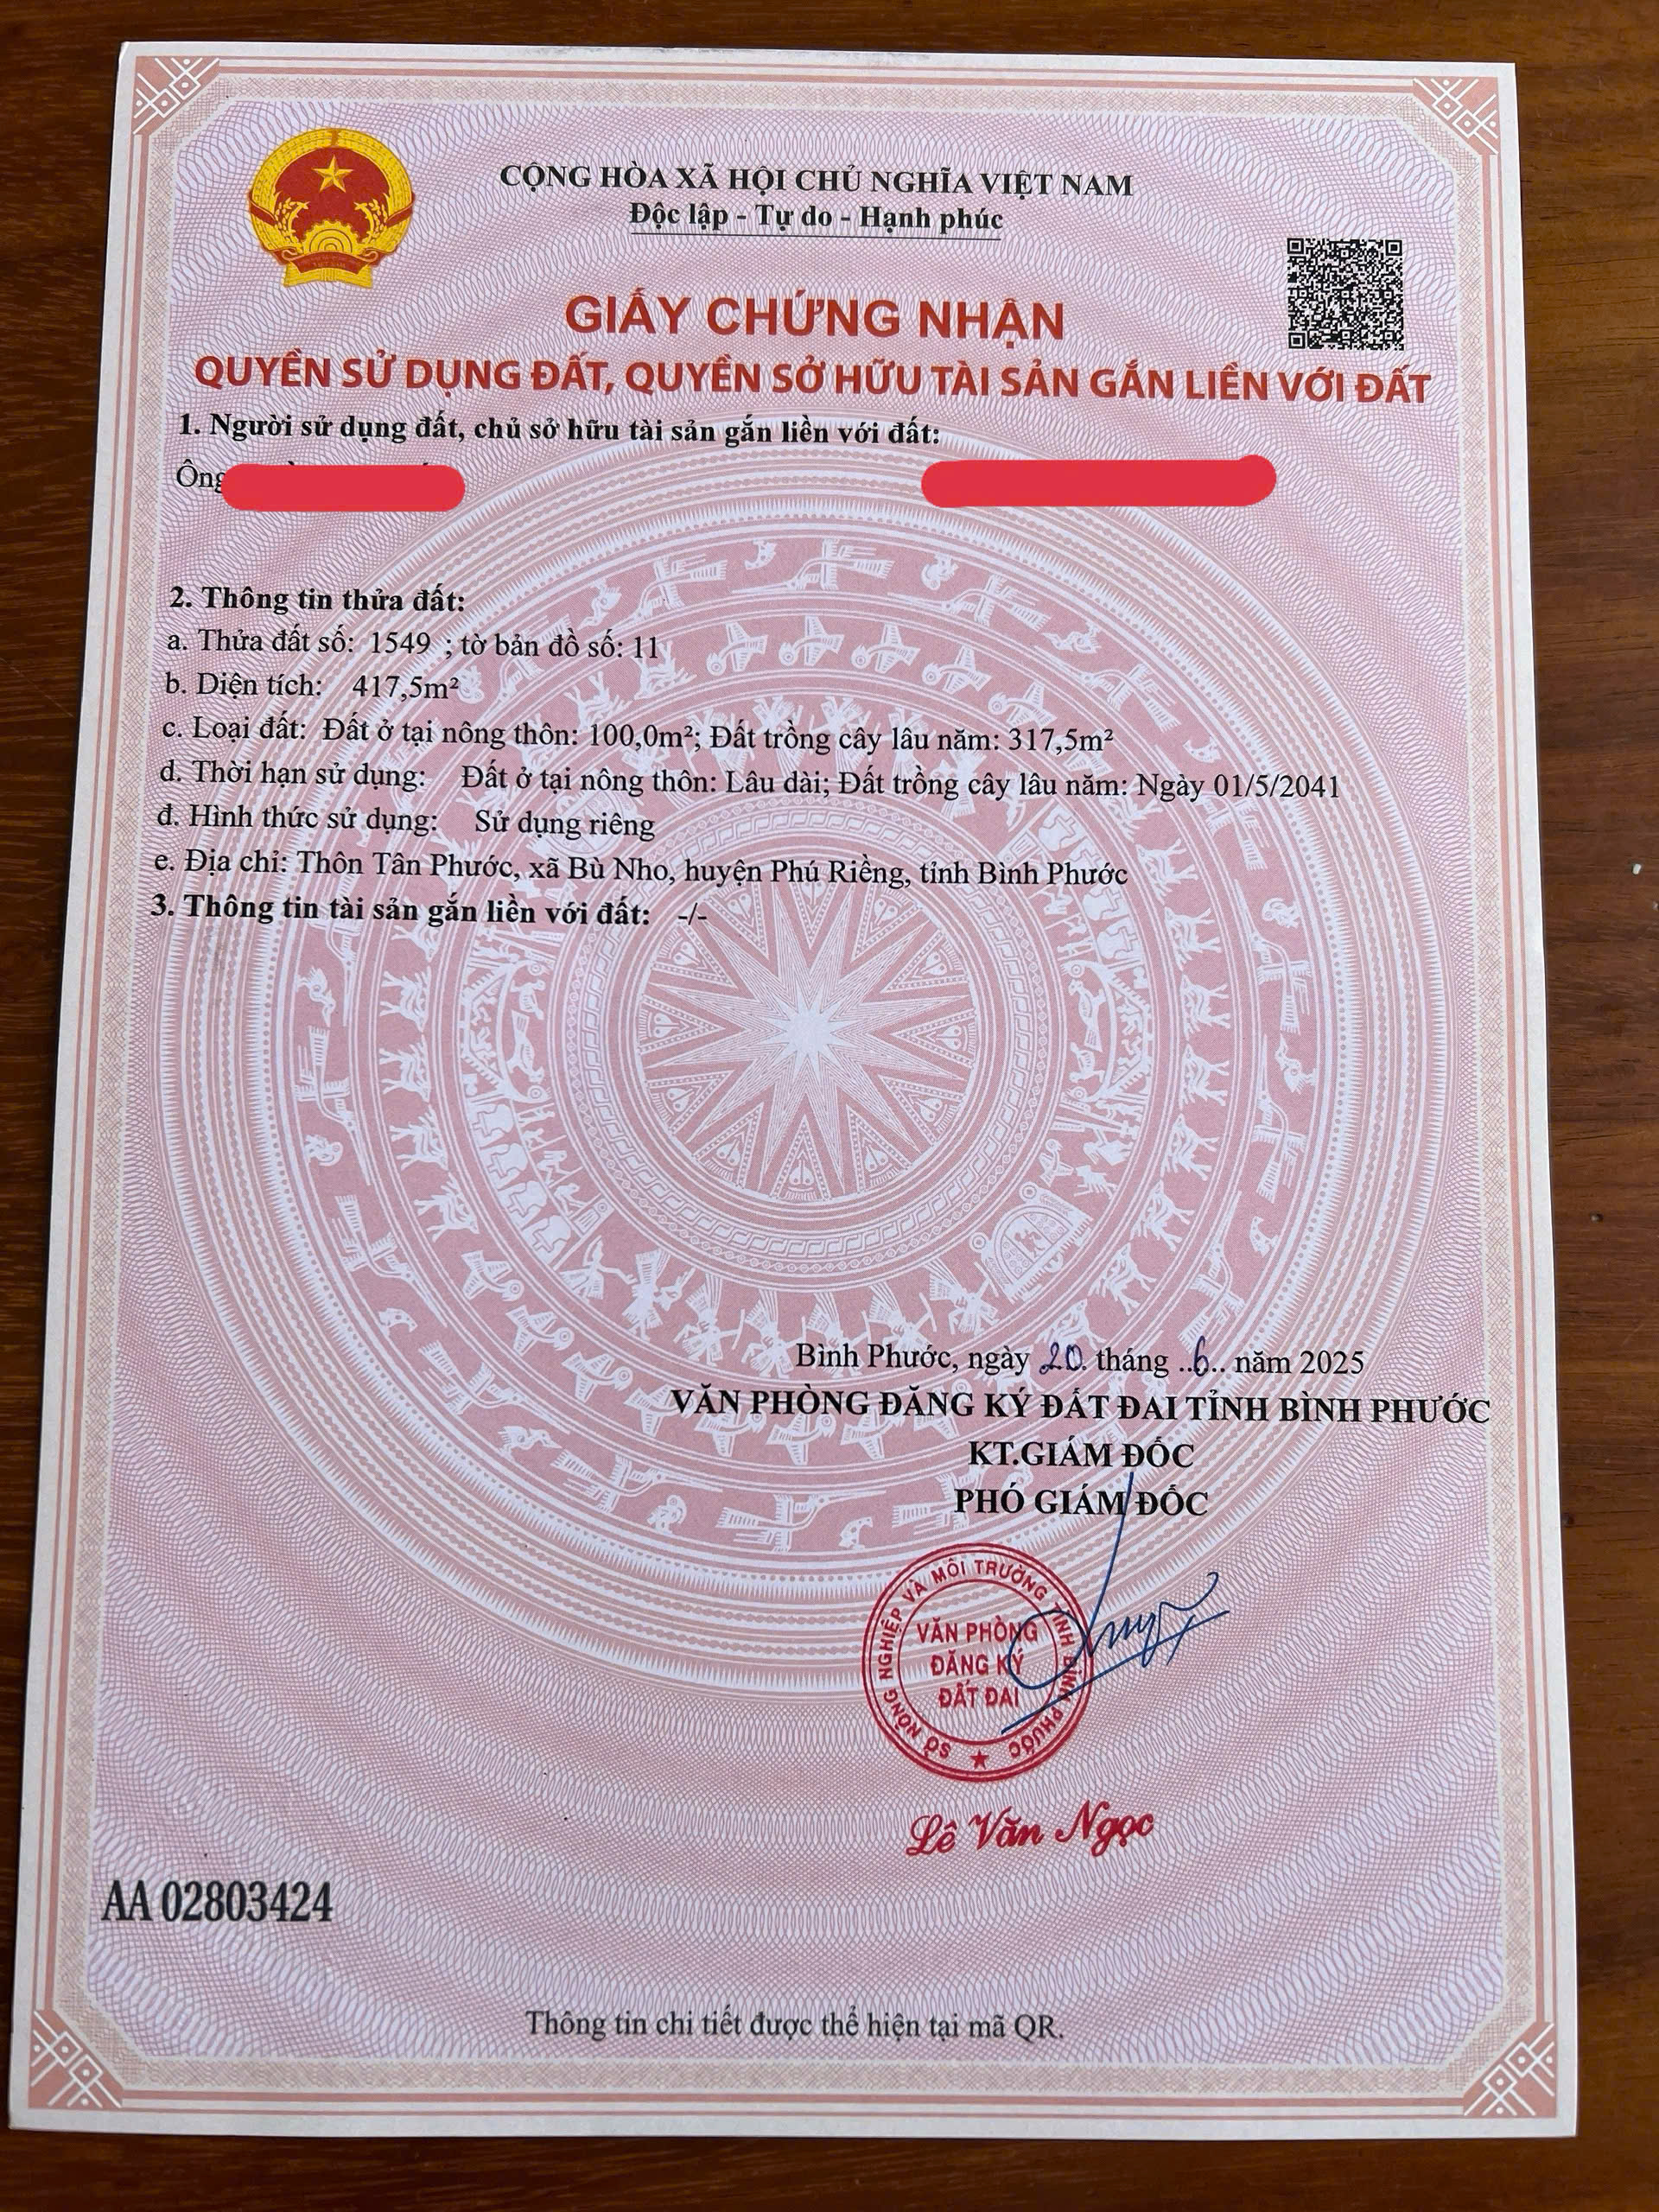 CỘNG HÒA XÃ HỘI CHỦ NGHĨA VIỆT NAM
Độc lập - Tự do - Hạnh phúc
GIẤY CHỨNG NHẬN
QUYỀN SỬ DỤNG ĐẤT, QUYỀN SỞ HỮU TÀI SẢN GẮN LIỀN VỚI ĐẤT
1. Người sử dụng đất, chủ sở hữu tài sản gắn liền với đất:
Ông
2. Thông tin thửa đất:
a. Thửa đất số: 1549 ; tờ bản đồ số: 11
b. Diện tích: 417,5m²
c. Loại đất: Đất ở tại nông thôn: 100,0m²; Đất trồng cây lâu năm: 317,5m²
d. Thời hạn sử dụng: Đất ở tại nông thôn: Lâu dài; Đất trồng cây lâu năm: Ngày 01/5/2041
đ. Hình thức sử dụng: Sử dụng riêng
e. Địa chỉ: Thôn Tân Phước, xã Bù Nho, huyện Phú Riềng, tỉnh Bình Phước
3. Thông tin tài sản gắn liền với đất: -/-
Bình Phước, ngày 20. tháng ..6.. năm 2025
VĂN PHÒNG ĐĂNG KÝ ĐẤT ĐAI TỈNH BÌNH PHƯỚC
KT.GIÁM ĐỐC
PHÓ GIÁM ĐỐC
SỞ NÔNG NGHIỆP VÀ MÔI TRƯỜNG TỈNH BÌNH PHƯỚC
VĂN PHÒNG
ĐĂNG KÝ
ĐẤT ĐAI
Lê Văn Ngọc
AA 02803424
Thông tin chi tiết được thể hiện tại mã QR.